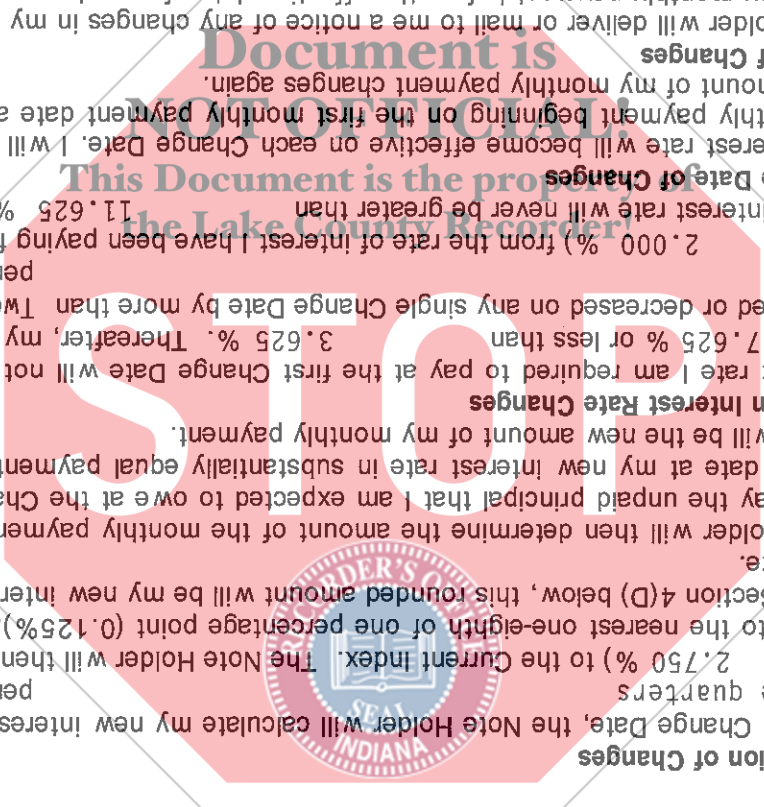 Document is
NOT OFFICIAL!
This Document is the property of
the Lake County Recorder!
STOP
RECORDER'S OFFICE
SEAL
INDIANA
ion of Changes
Change Date, the Note Holder will calculate my new interes
e quarters per
2.750 %) to the Current Index. The Note Holder will then
to the nearest one-eighth of one percentage point (0.125%)
Section 4(D) below, this rounded amount will be my new inter
te.
older will then determine the amount of the monthly paymen
ay the unpaid principal that I am expected to owe at the Cha
date at my new interest rate in substantially equal payment
will be the new amount of my monthly payment.
n Interest Rate Changes
t rate I am required to pay at the first Change Date will not
7.625 % or less than 3.625 %. Thereafter, my
ed or decreased on any single Change Date by more than Tw
per
2.000 %) from the rate of interest I have been paying f
interest rate will never be greater than 11.625 %
e Date of Changes
erest rate will become effective on each Change Date. I will
thly payment beginning on the first monthly payment date a
mount of my monthly payment changes again.
f Changes
older will deliver or mail to me a notice of any changes in my